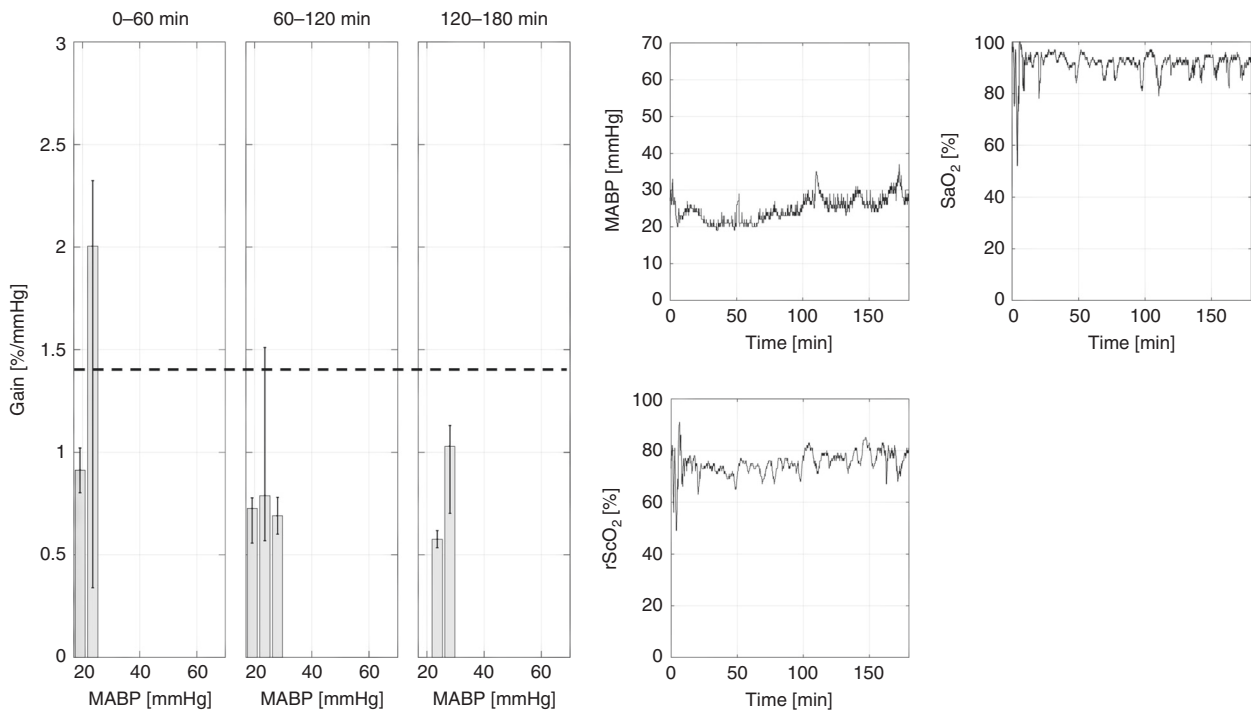 0–60 min
60–120 min
120–180 min
3
2.5
2
1.5
1
0.5
0
Gain [%/mmHg]
20 40 60
20 40 60
20 40 60
MABP [mmHg]
MABP [mmHg]
MABP [mmHg]
70
60
50
40
30
20
10
0
MABP [mmHg]
0 50 100 150
Time [min]
100
80
60
40
20
0
SaO2 [%]
0 50 100 150
Time [min]
100
80
60
40
20
0
rScO2 [%]
0 50 100 150
Time [min]